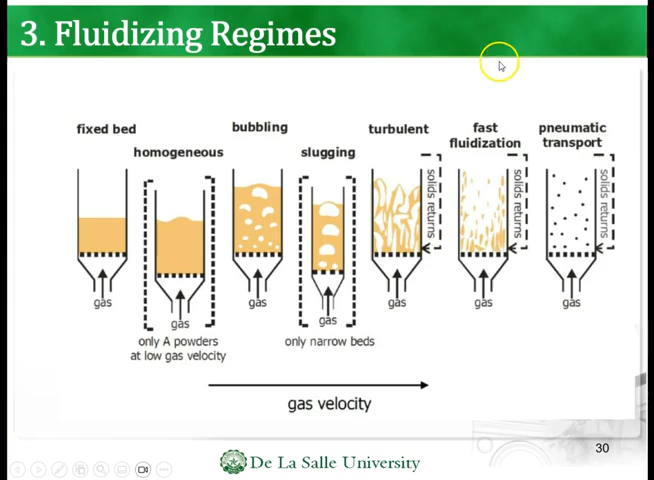 3. Fluidizing Regimes
fixed bed
homogeneous
bubbling
slugging
turbulent
fast
fluidization
pneumatic
transport
solids returns
solids returns
solids returns
gas
gas
gas
gas
gas
gas
gas
only A powders
at low gas velocity
only narrow beds
gas velocity
30
De La Salle University